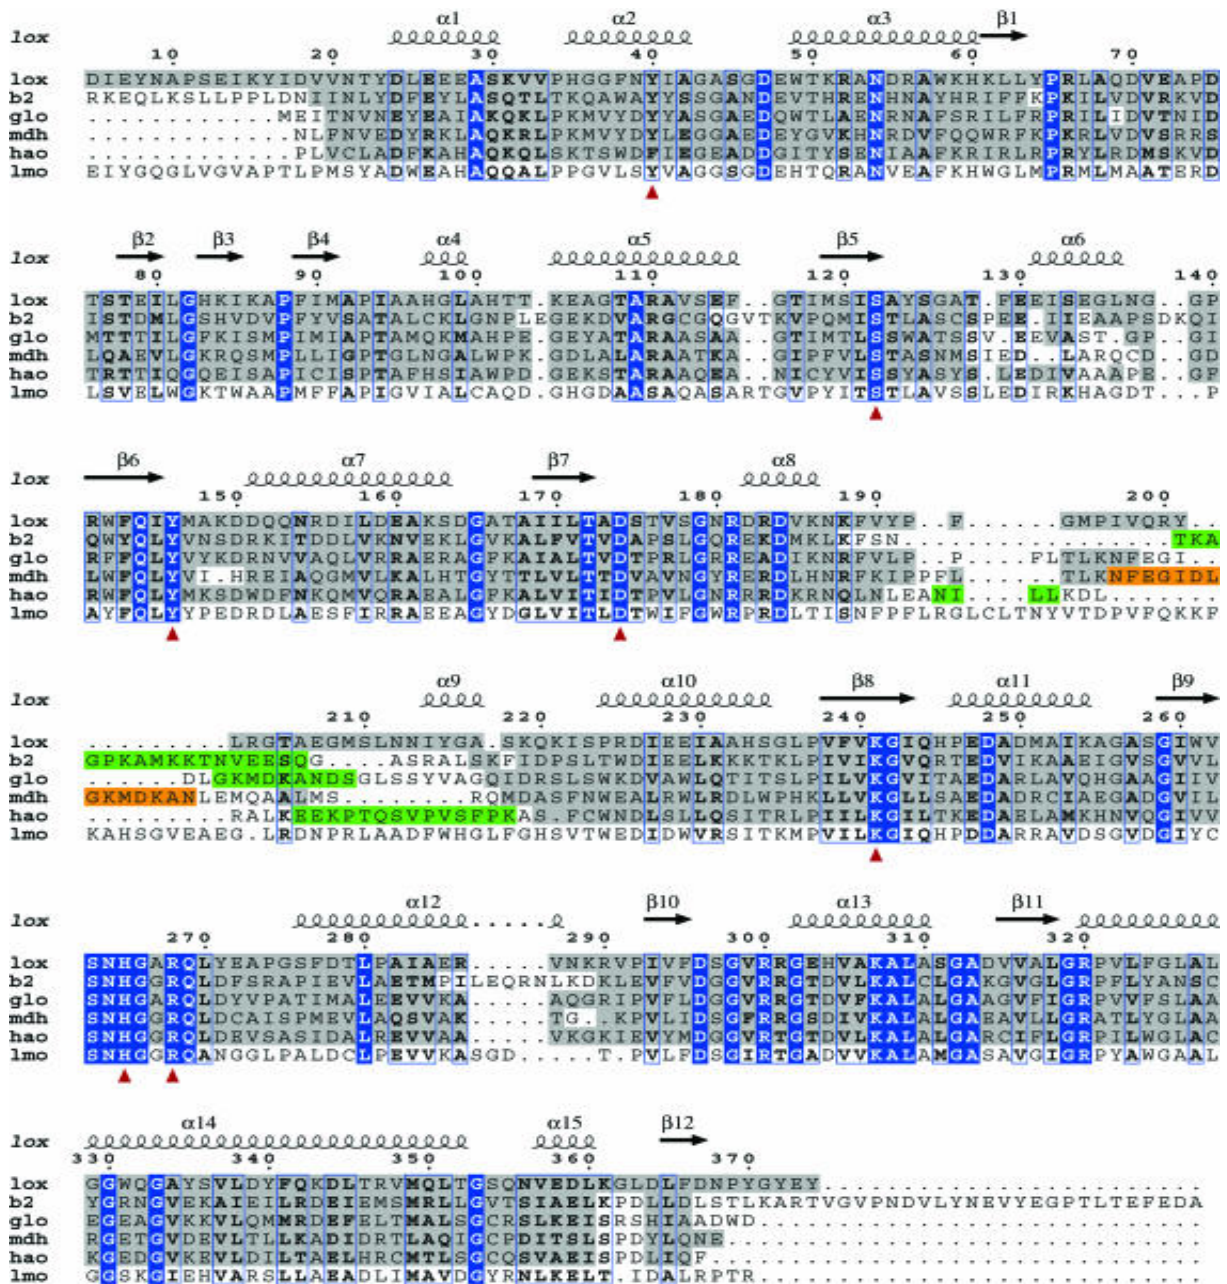 α1 α2 α3 β1
lox
10 20 30 40 50 60 70
lox DIEYNAPSEIKYIDVVNTYDLEEEASKVVPHGGFNYIAGASGDEWTKRANDRAWKHKLLYPRLAQDVEAPD
b2 RKEQLKSLLPPLDNIINLYDFEYLASQTLTKQAWAYYSSGANDEVTHRENHNAYHRIFFKPKILVDVRKVD
glo ............MEITNVNEYEAIAKQKLPKMVYDYYASGAEDQWTLAENRNAFSRILFRPRILIDVTNID
mdh .............NLFNVEDYRKLAQKRLPKMVYDYLEGGAEDEYGVKHNRDVFQQWRFKPKRLVDVSRRS
hao .............PLVCLADFKAHAQKQLSKTSWDFIEGEADDGITYSENIAAFKRIRLRPRYLRDMSKVD
lmo EIYGQGLVGVAPTLPMSYADWEAHAQQALPPGVLSYVAGGSGDEHTQRANVEAFKHWGLMPRMLMAATERD
β2 β3 β4 α4 α5 β5 α6
lox
80 90 100 110 120 130 140
lox TSTEILGHKIKAPFIMAPIAAHGLAHTT.KEAGTARAVSEF..GTIMSISAYSGAT.FEEISEGLNG..GP
b2 ISTDMLGSHVDVPFYVSATALCKLGNPLEGEKDVARGCGQGVTKVPQMISTLASCSPEE.IIEAAPSDKQI
glo MTTTILGFKISMPIMIAPTAMQKMAHPE.GEYATARAASAA..GTIMTLSSWATSSV.EEVAST.GP..GI
mdh LQAEVLGKRQSMPLLIGPTGLNGALWPK.GDLALARAATKA..GIPFVLSTASNMSIED.LARQCD..GD
hao TRTTIQGQEISAPICISPTAFHSIAWPD.GEKSTARAAQEA..NICYVISSYASYS.LEDIVAAAPE..GF
lmo LSVELWGKTWAAPMFFAPIGVIALCAQD.GHGDAASAQASARTGVPYITSTLAVSSLEDIRKHAGDT...P
β6 α7 β7 α8
lox
150 160 170 180 190 200
lox RWFQIYMAKDDQQNRDILDEAKSDGATAIILTADSTVSGNRDRDVKNKFVYP..F......GMPIVQRY..
b2 QWYQLYVNSDRKITDDLVKNVEKLGVKALFVTVDAPSLGQREKDMKLKFSN.................TKA
glo RFFQLYVYKDRNVVAQLVRRAERAGFKAIALTVDTPRLGRREADIKNRFVLP..P....FLTLKNFEGI..
mdh LWFQLYVI.HREIAQGMVLKALHTGYTTLVLTTDVAVNGYRERDLHNRFKIPPFL......TLKNFEGIDL
hao RWLQLYMKSDWDFNKQMVQRAEALGFKALVITIDTPVLGNRRRDKRNQLNLEANI....LLKDL.......
lmo AYFQLYYPEDRDLAESFIRRAEEAGYDGLVITLDTWIFGWRPRDLTISNFPFLRGLCLTNYVTDPVFQKKF
α9 α10 β8 α11 β9
lox
210 220 230 240 250 260
lox .........LRGTAEGMSLNNIYGA.SKQKISPRDIEEIAAHSGLPVFVKGIQHPEDADMAIKAGASGIWV
b2 GPKAMKKTNVEESQG....ASRALSKFIDPSLTWKDIEELKKKTKLPIVIKGVQRTEDVIKAAEIGVSGVVL
glo ......DLGKMDKANDSGLSSYVAGQIDRSLSWKDVAWLQTITSLPILVKGVITAEDARLAVQHGAAGIIV
mdh GKMDKANLEMQAALMS.......RQMDASFNWEALRWLRDLWPHKLLVKGLLSAEDADRCIAEGADGVIL
hao .........RALKEEKPTQSVPVSFPKAS.FCWNDLSLLQSITRLPIILKGILTKEDAELAMKHNVQGIVV
lmo KAHSGVEAEG.LRDNPRLAADFWHGLFGHSVTWEDIDWVRSITKMPVILKGILHPDDARRAVDSGVDGIYC
α12 β10 α13 β11
lox
270 280 290 300 310 320
lox SNHGARQLYEAPGSFDTLPAIAER.....VNKRVPIVFDSGVRRGEHVAKALASGADVVALGRPVLFGLAL
b2 SNHGGRQLDFSRAPIEVLAETMPILEQRNLKDKLEVFVDGGVRRGTDVLKALCLGAKGVGLGRPFLYANSC
glo SNHGARQLDYVPATIMALEEVVKA.....AQGRIPVFLDGGVRRGTDVFKALALGAAGVFIGRPVVFSLAA
mdh SNHGGRQLDCAISPMEVLAQSVAK.....TG..KPVLIDSGFRRGSDIVKALALGAEAVLLGRATLYGLAA
hao SNHGGRQLDEVSASIDALREVVAA.....VKGKIEVYMDGGVRTGTDVLKALALGARCIFLGRPILWGLAC
lmo SNHGGRQANGGLPALDCLPEVVKASGD.....T.PVLFDSGIRTGADVVKALAMGASAVGIGRPYAWGAAL
α14 α15 β12
lox
330 340 350 360 370
lox GGWQGAYSVLDYFQKDLTRVMQLTGSQNVEDLKGLDLFDNPYGYEY........................
b2 YGRNGVEKAIEILRDEIEMSMRLLGVTSIAELKPDLLDLSTLKARTVGVPNDVLYNEVYEGPTLTEFEDA
glo EGEAGVKKVLQMMRDEFELTMALSGCRSLKEISRSHIAADWD............................
mdh RGETGVDEVLTLLKADIDRTLAQIGCPDITSLSPDYLQNE..............................
hao KGEDGVKEVLDILTAELHRCMTLSGCQSVAEISPDLIQF...............................
lmo GGSKGIEHVARSLLAEADLIMAVDGYRNLKELT.IDALRPTR............................